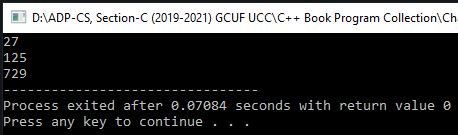 D:\ADP-CS, Section-C (2019-2021) GCUF UCC\C++ Book Program Collection\Cha
27
125
729
--------------------------------
Process exited after 0.07084 seconds with return value 0
Press any key to continue . . .